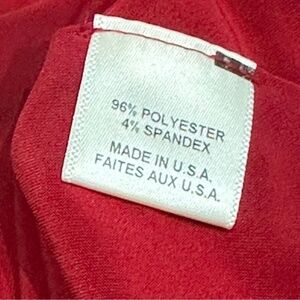 96% POLYESTER
4% SPANDEX
MADE IN U.S.A.
FAITES AUX U.S.A.